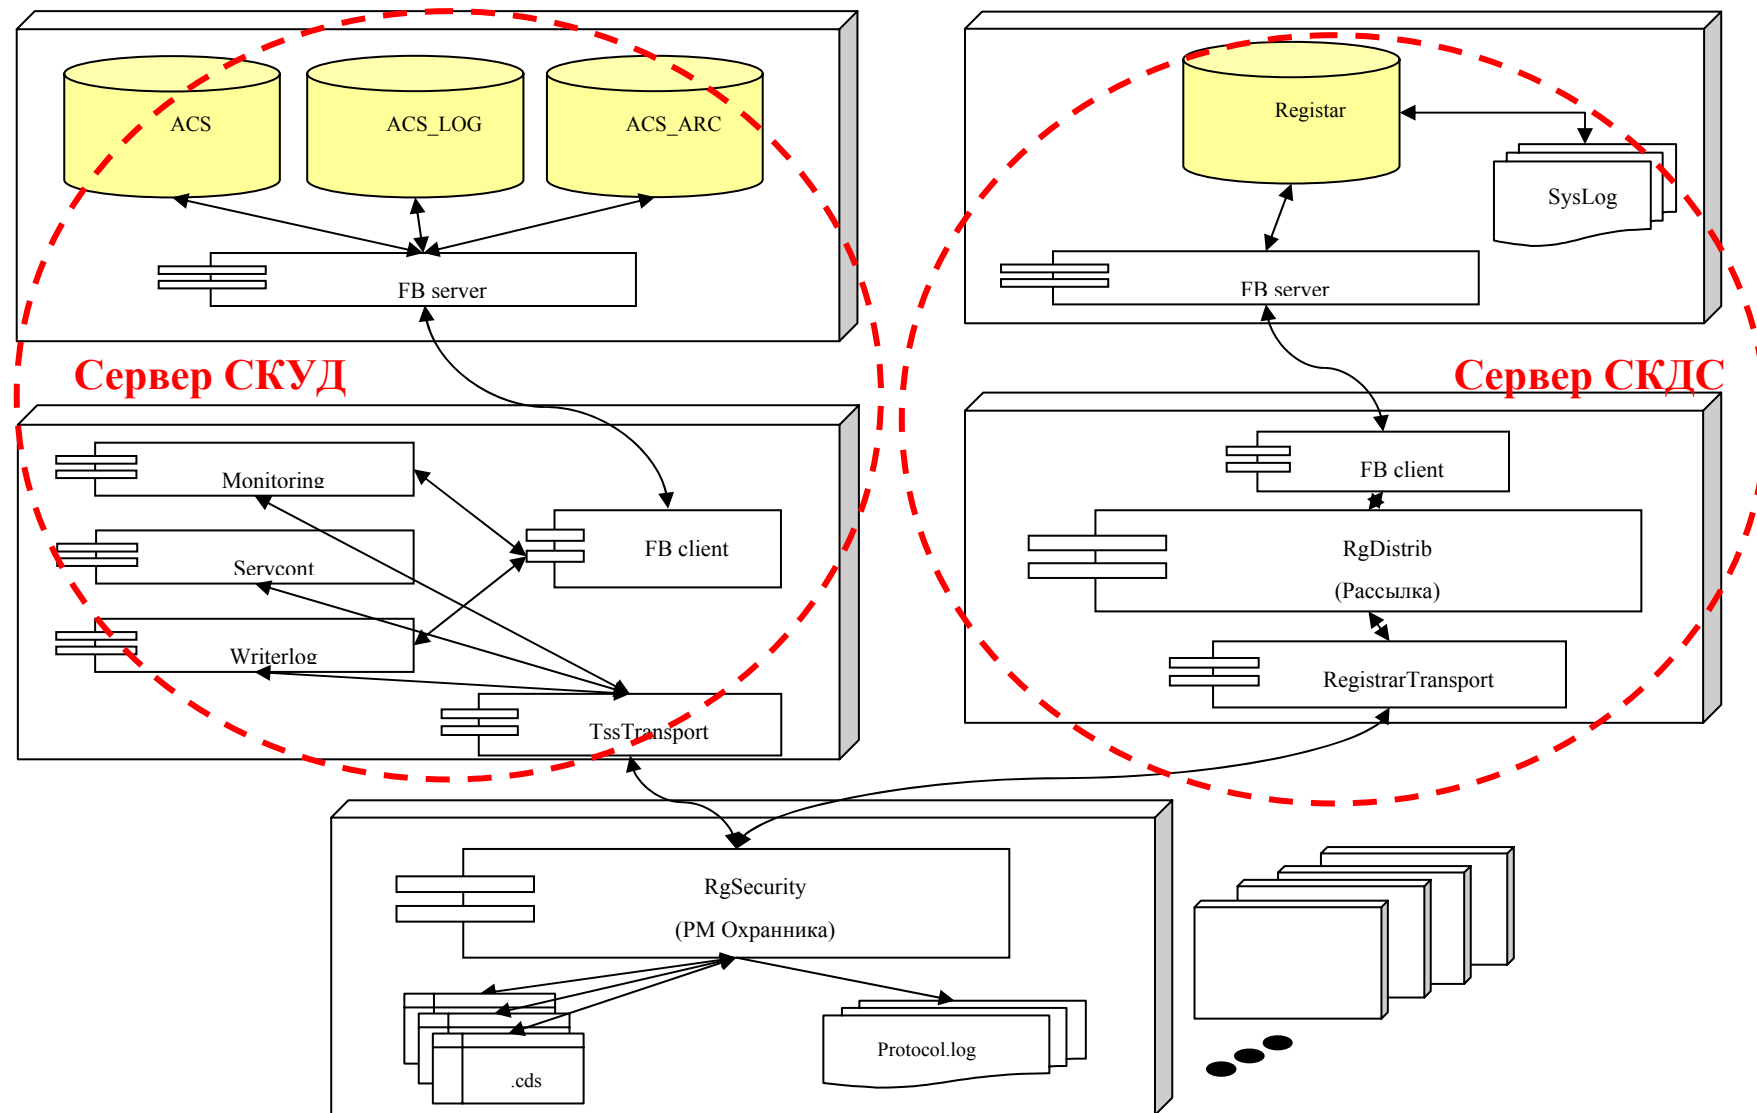 ACS
ACS_LOG
ACS_ARC
FB server
Registar
SysLog
FB server
Сервер СКУД
Сервер СКДС
Monitoring
Servcont
Writerlog
FB client
TssTransport
FB client
RgDistrib
(Рассылка)
RegistrarTransport
RgSecurity
(РМ Охранника)
.cds
Protocol.log